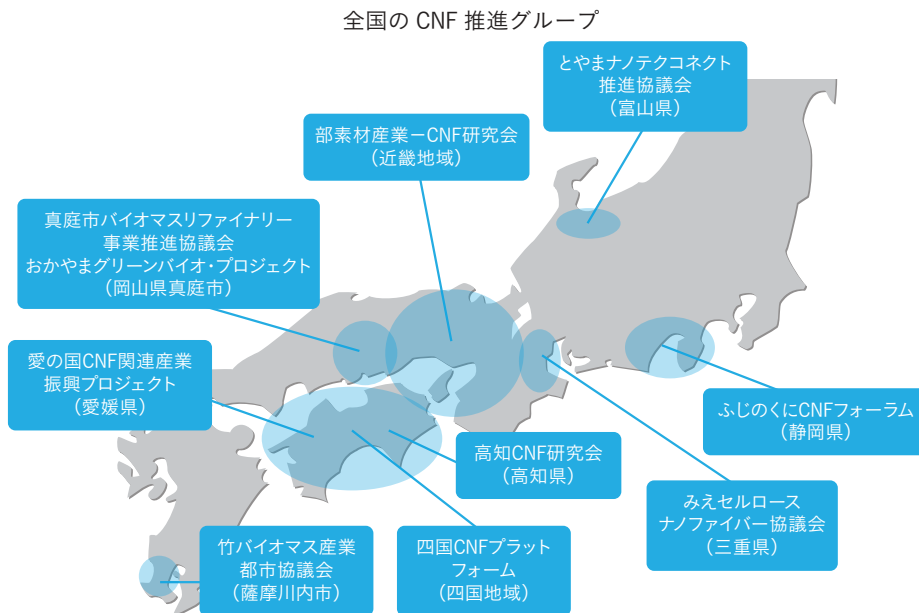 全国の CNF 推進グループ
とやまナノテクコネクト
推進協議会
（富山県）
部素材産業－CNF研究会
（近畿地域）
真庭市バイオマスリファイナリー
事業推進協議会
おかやまグリーンバイオ・プロジェクト
（岡山県真庭市）
愛の国CNF関連産業
振興プロジェクト
（愛媛県）
ふじのくにCNFフォーラム
（静岡県）
高知CNF研究会
（高知県）
みえセルロース
ナノファイバー協議会
（三重県）
竹バイオマス産業
都市協議会
（薩摩川内市）
四国CNFプラット
フォーム
（四国地域）